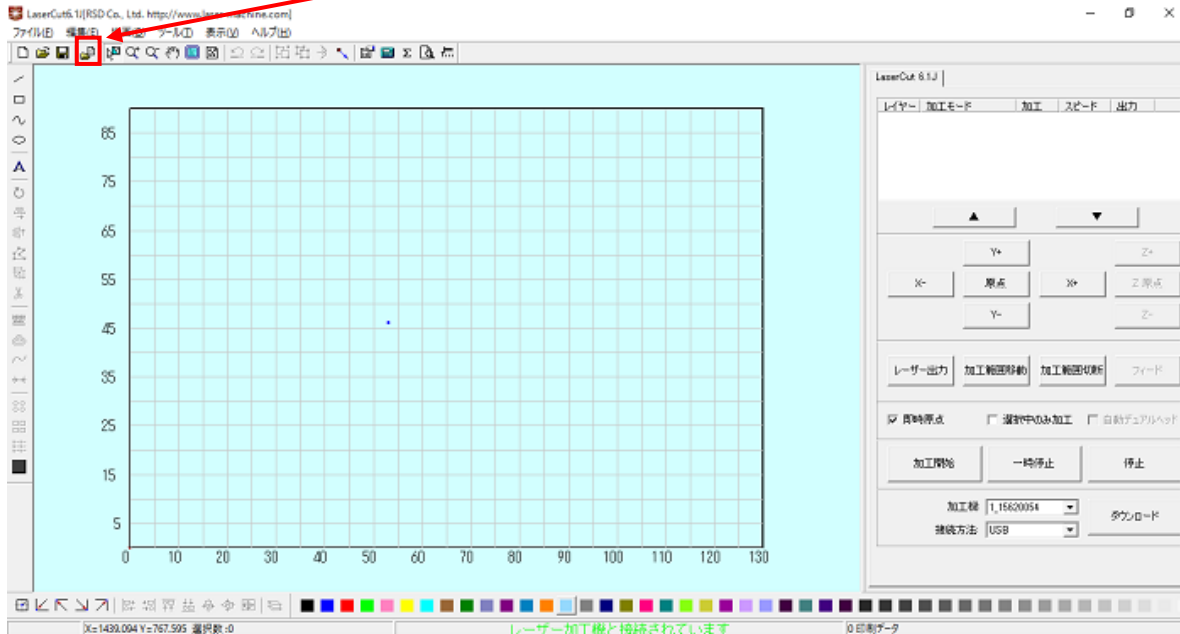 LaserCut6.1J[RSD Co., Ltd. http://www.lasermachine.com]
ファイル(F) 編集(E) ツール(T) 表示(V) ヘルプ(H)
LaserCut 6.1J
レイヤー 加工モード 加工 スピード 出力
85
75
65
55
45
35
25
15
5
0 10 20 30 40 50 60 70 80 90 100 110 120 130
▲ ▼
Y+ Z+
X- 原点 X+ Z 原点
Y- Z-
レーザー出力 加工範囲移動 加工範囲切断 フィード
即時原点 選択中のみ加工 自動デュアルヘッド
加工開始 一時停止 停止
加工機 1_15620054 ダウンロード
接続方法: USB
X=1439.094 Y=767.595 選択数:0 レーザー加工機と接続されています 0 印刷データ